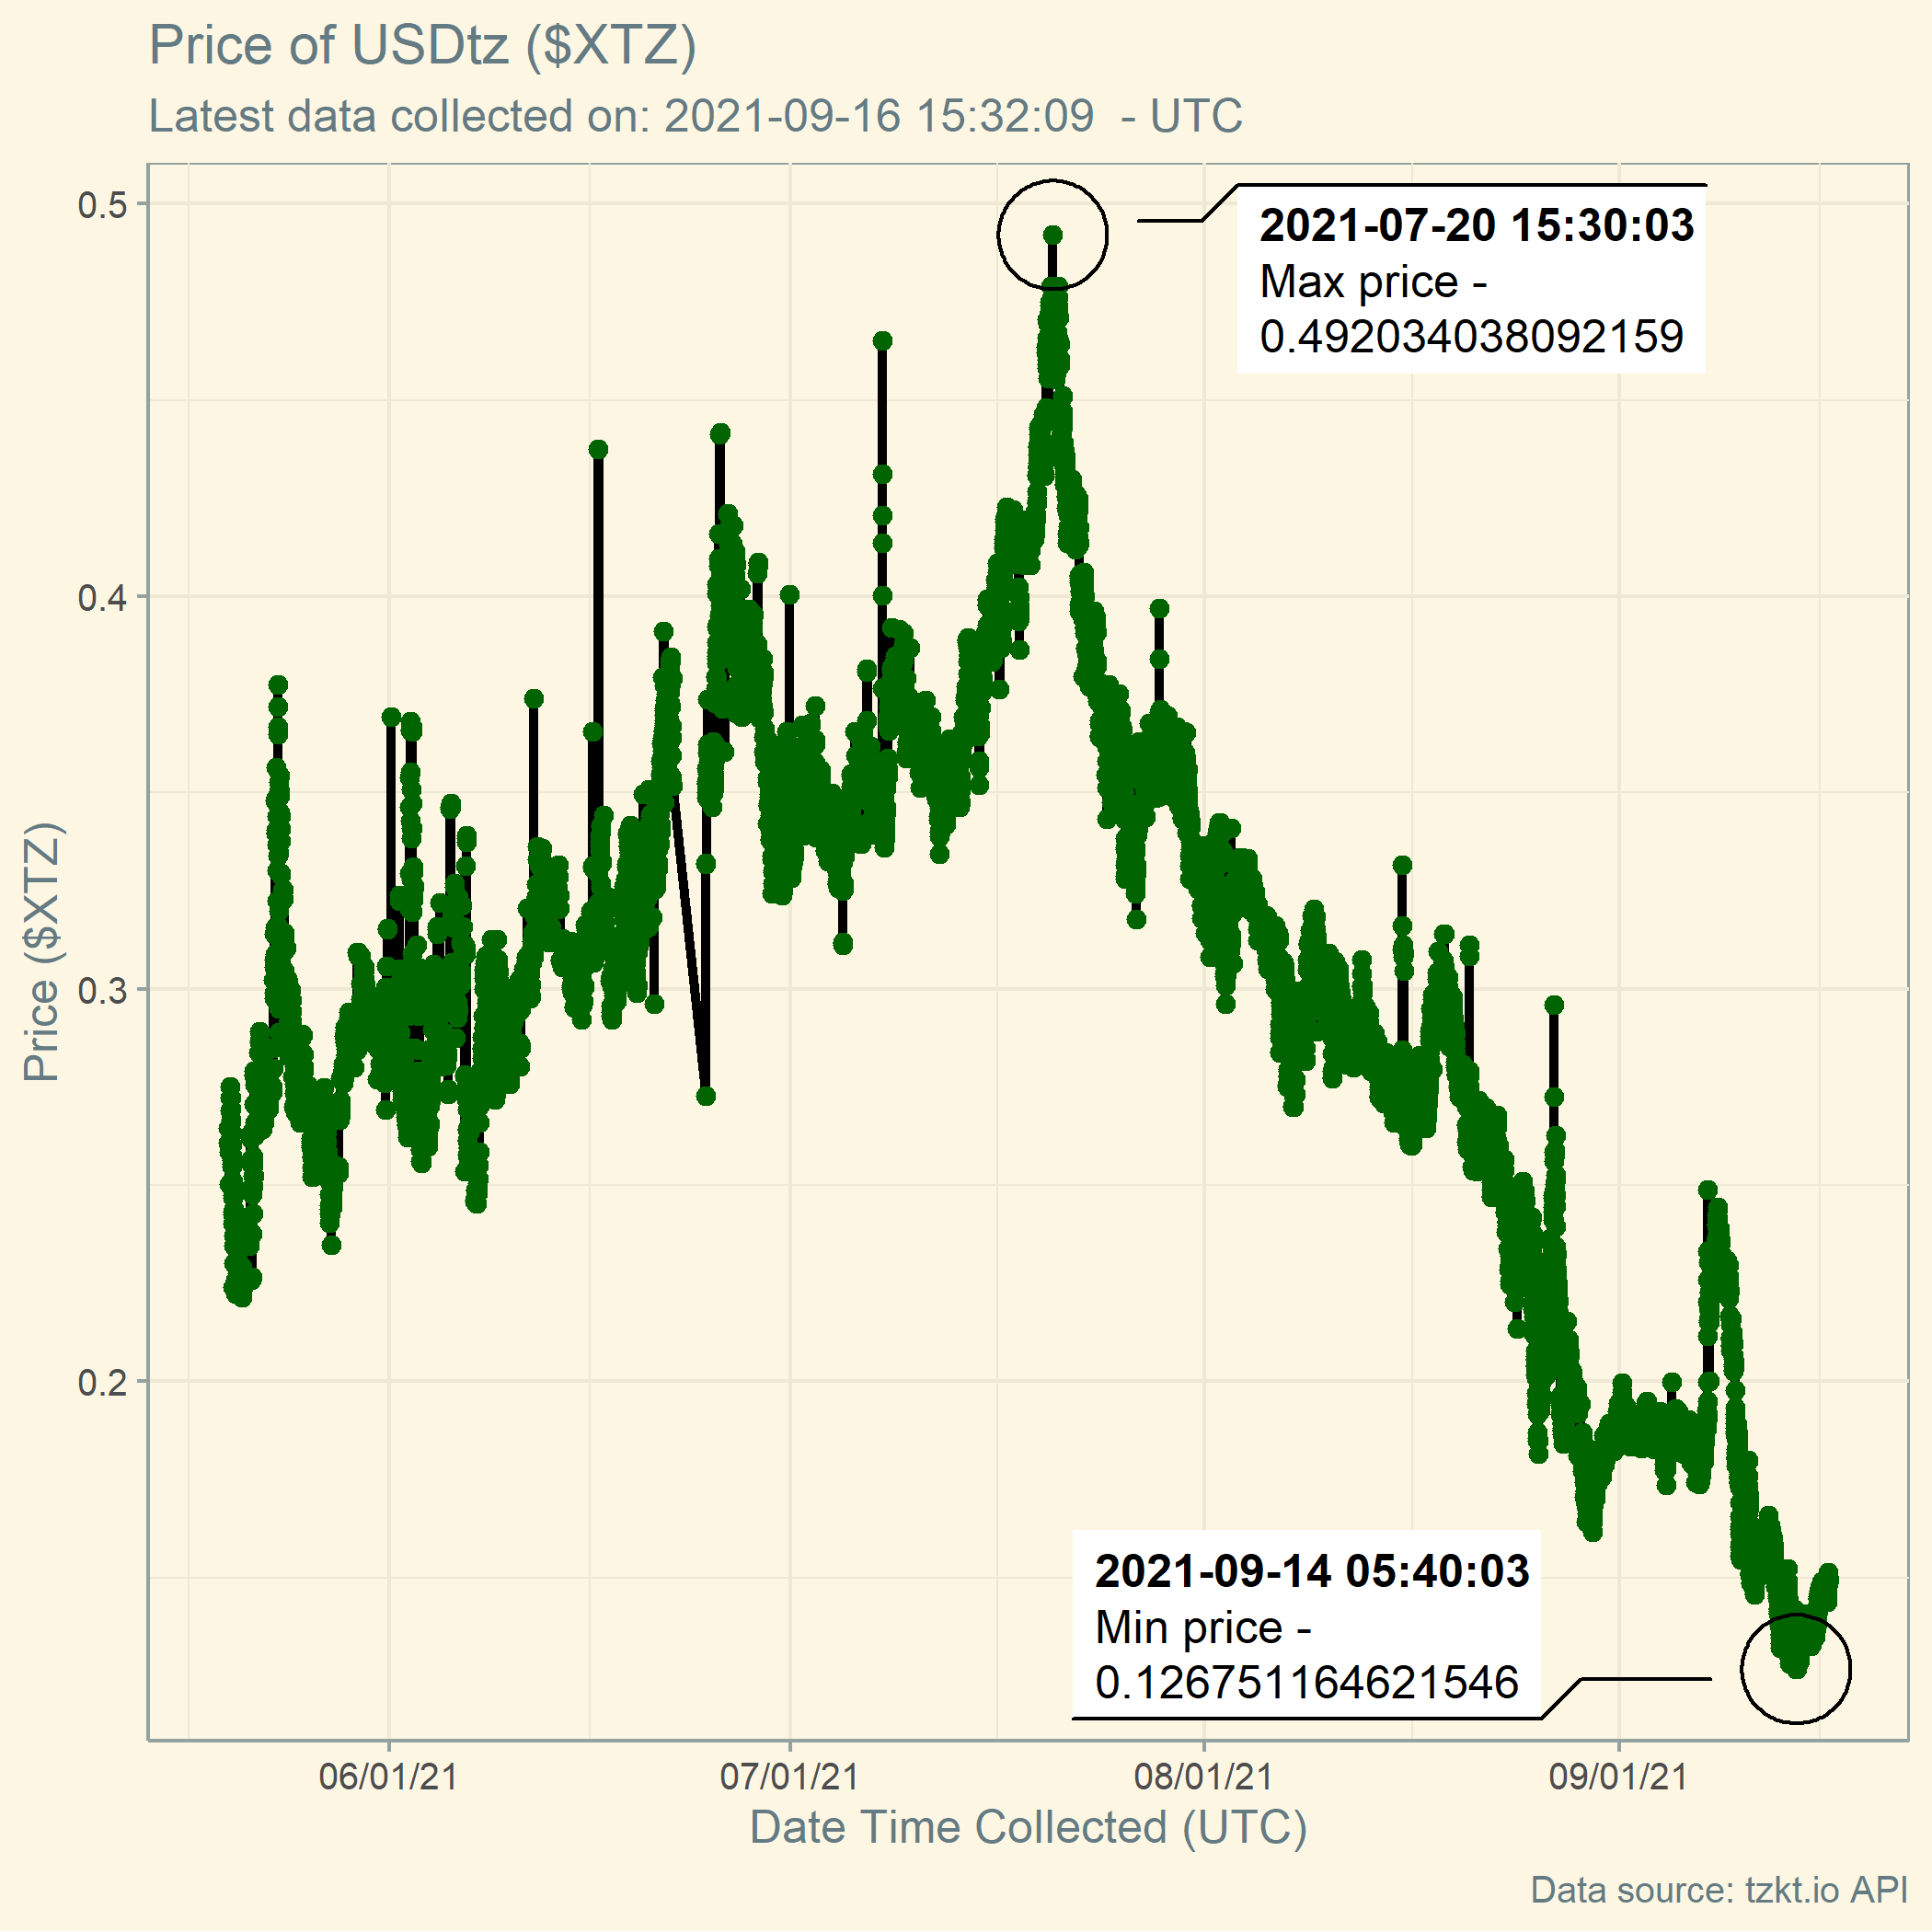 Price of USDtz ($XTZ)
Latest data collected on: 2021-09-16 15:32:09  - UTC
0.5
0.4
0.3
0.2
Price ($XTZ)
2021-07-20 15:30:03
Max price -
0.492034038092159
2021-09-14 05:40:03
Min price -
0.126751164621546
06/01/21
07/01/21
08/01/21
09/01/21
Date Time Collected (UTC)
Data source: tzkt.io API